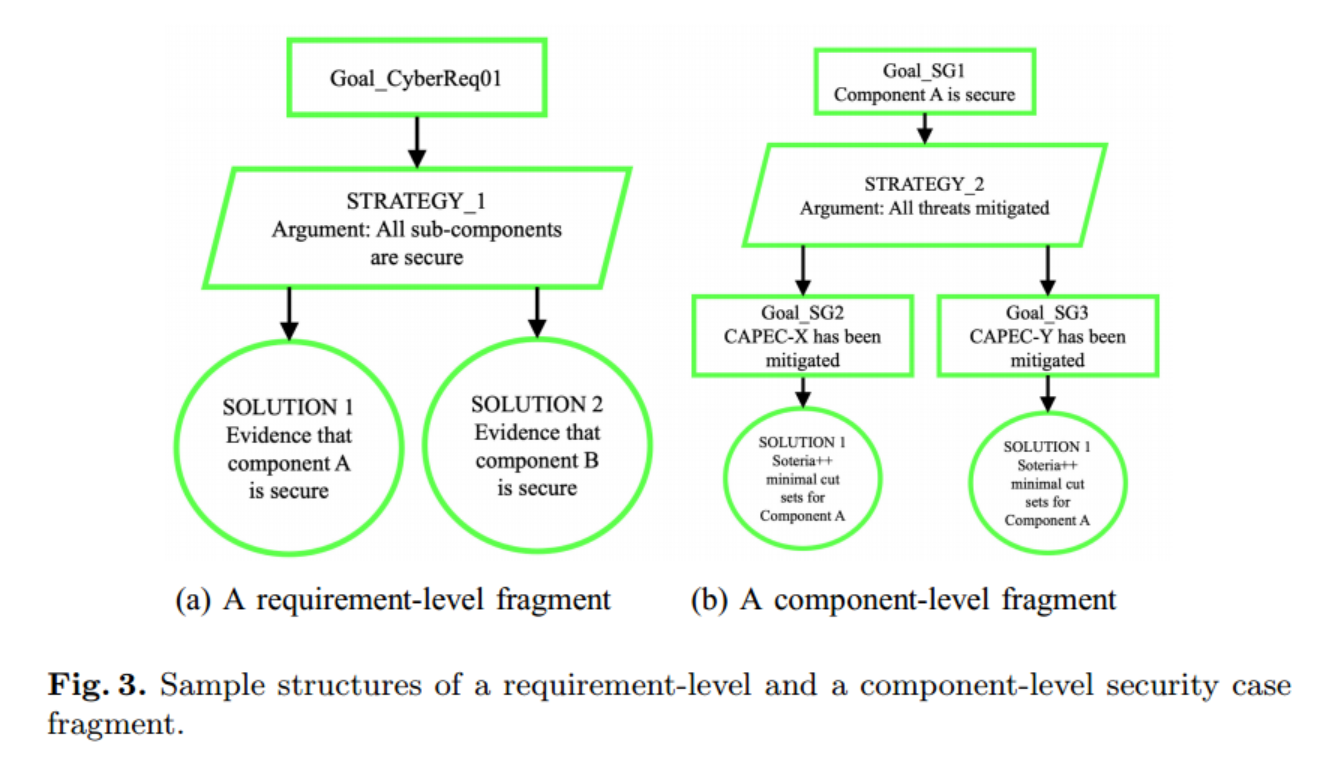 Goal_CyberReq01
STRATEGY_1
Argument: All sub-components
are secure
SOLUTION 1
Evidence that
component A
is secure
SOLUTION 2
Evidence that
component B
is secure
(a) A requirement-level fragment
Goal_SG1
Component A is secure
STRATEGY_2
Argument: All threats mitigated
Goal_SG2
CAPEC-X has been
mitigated
Goal_SG3
CAPEC-Y has been
mitigated
SOLUTION 1
Soteria++
minimal cut
sets for
Component A
SOLUTION 1
Soteria++
minimal cut
sets for
Component A
(b) A component-level fragment
Fig. 3. Sample structures of a requirement-level and a component-level security case
fragment.